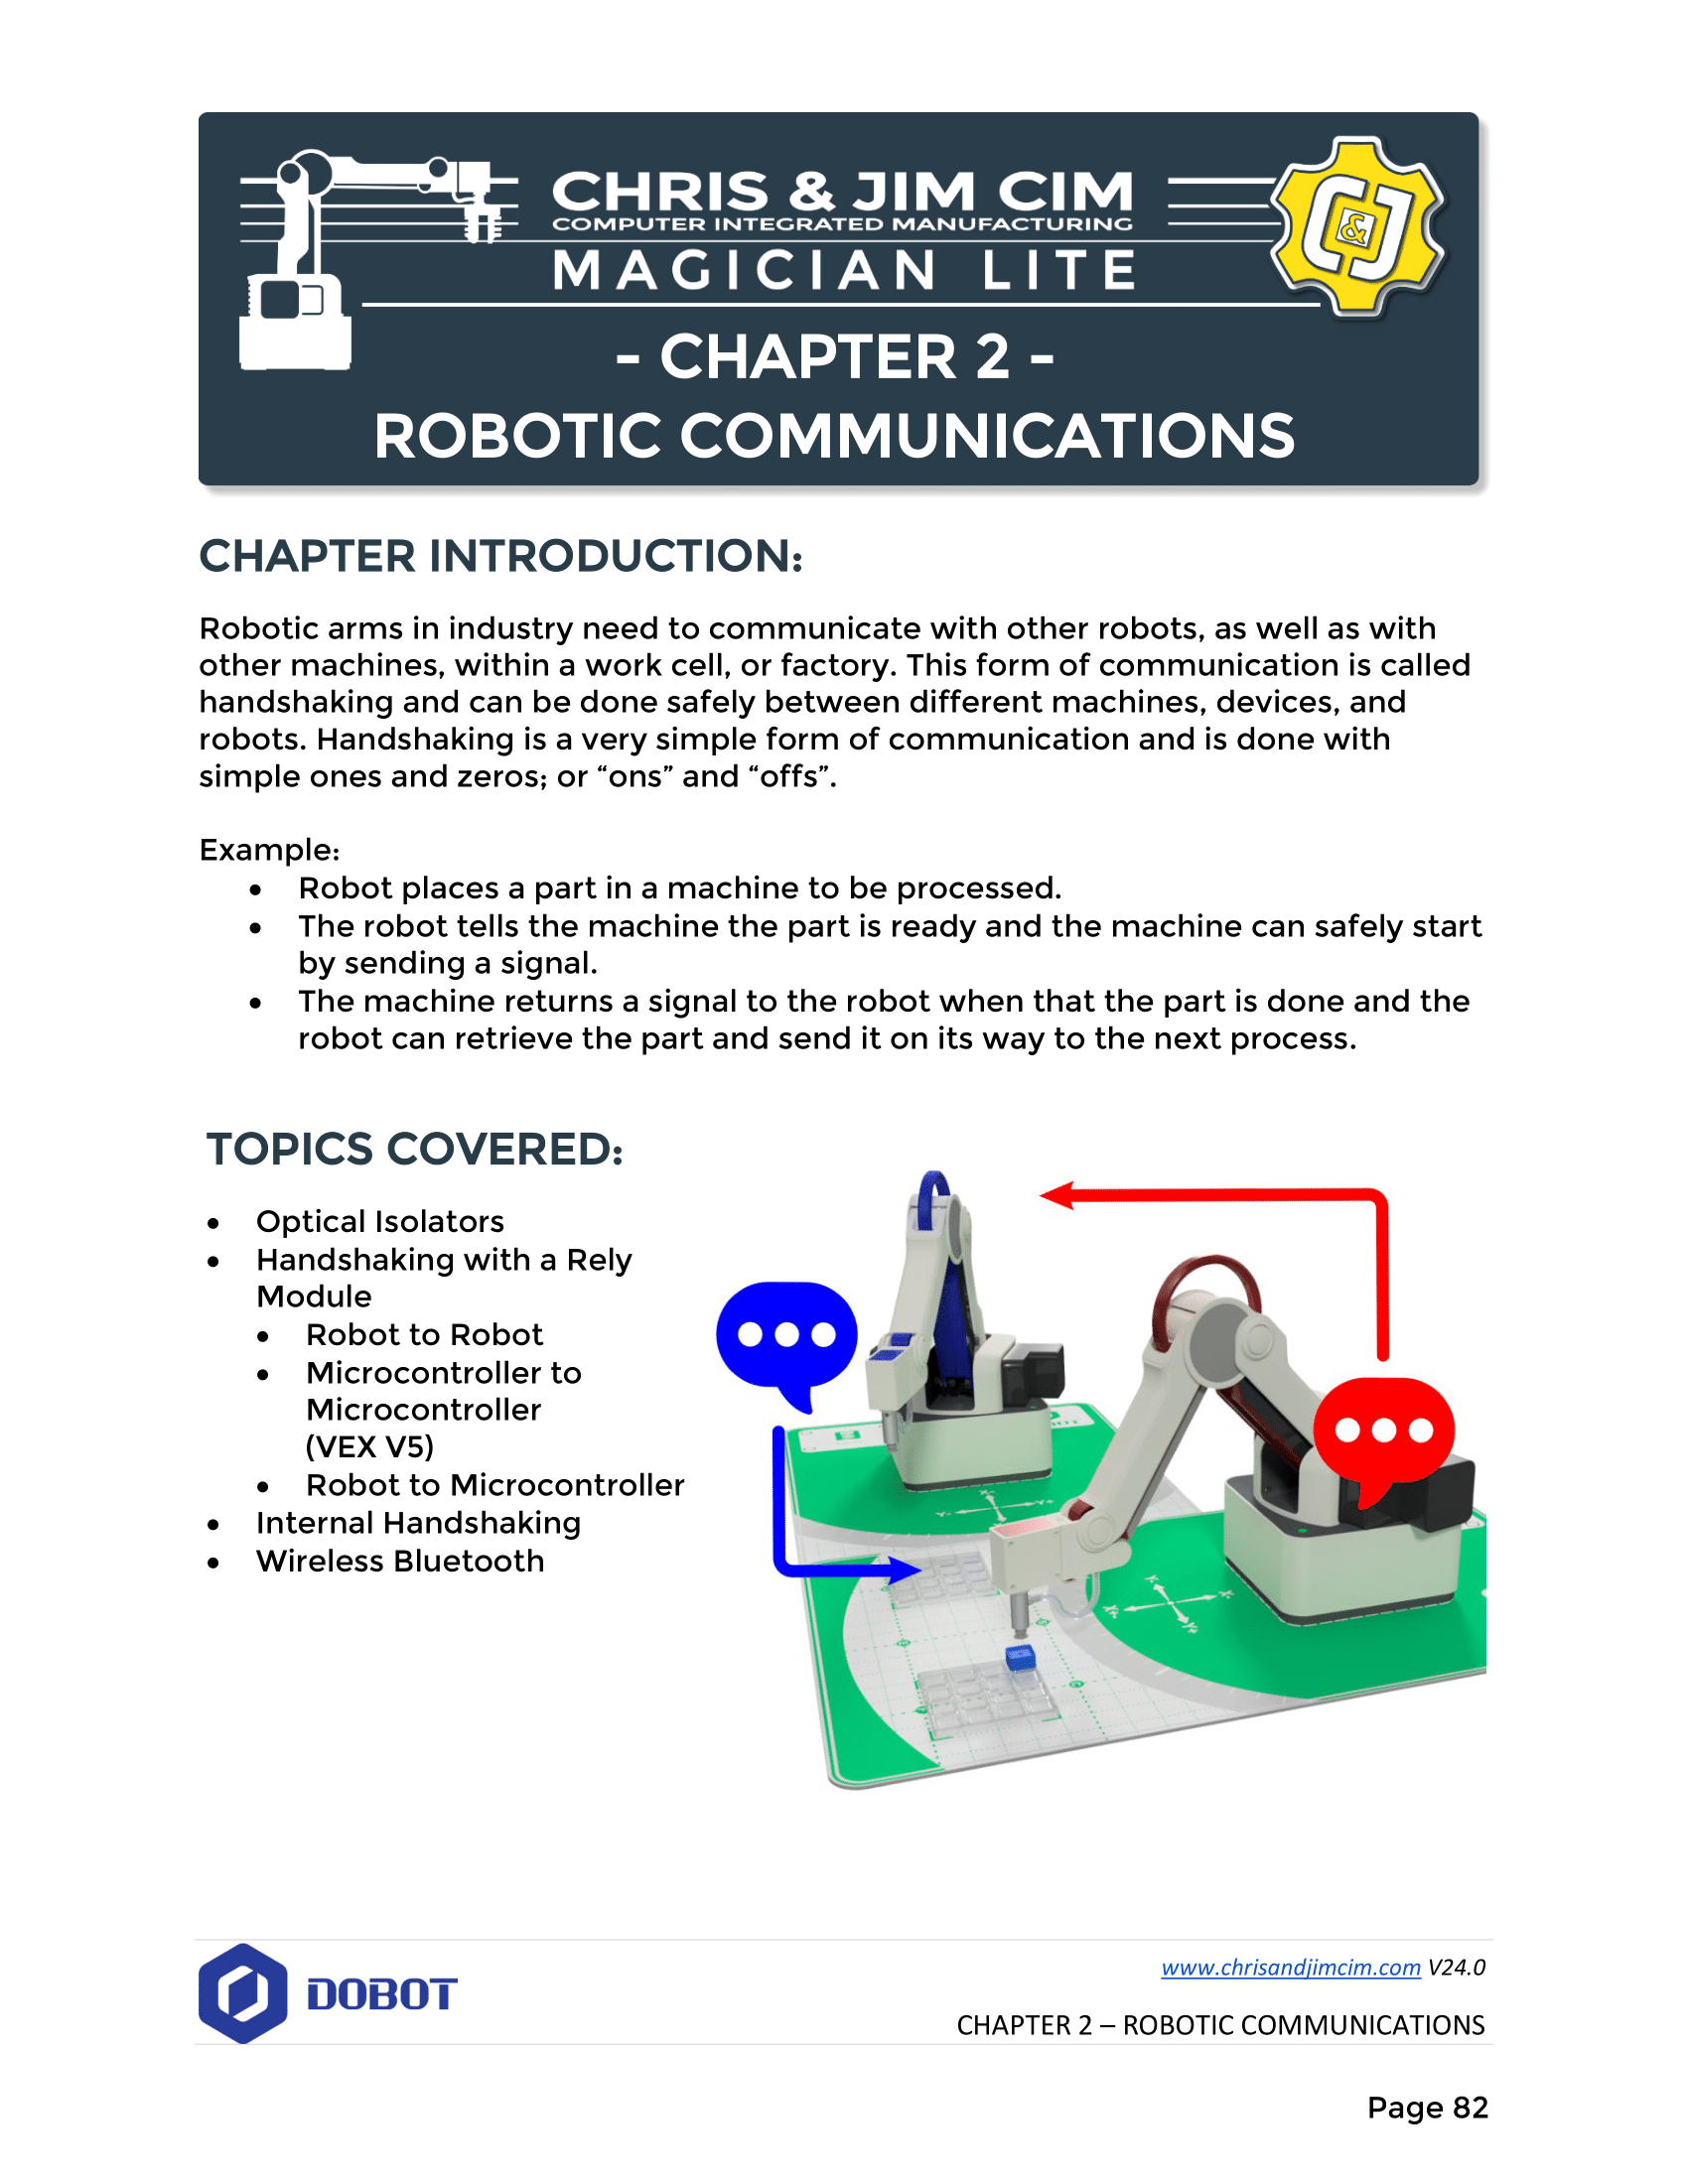 CHRIS & JIM CIM
COMPUTER INTEGRATED MANUFACTURING
MAGICIAN LITE
C&J
- CHAPTER 2 -
ROBOTIC COMMUNICATIONS
CHAPTER INTRODUCTION:
Robotic arms in industry need to communicate with other robots, as well as with
other machines, within a work cell, or factory. This form of communication is called
handshaking and can be done safely between different machines, devices, and
robots. Handshaking is a very simple form of communication and is done with
simple ones and zeros; or “ons” and “offs”.
Example:
• Robot places a part in a machine to be processed.
• The robot tells the machine the part is ready and the machine can safely start
by sending a signal.
• The machine returns a signal to the robot when that the part is done and the
robot can retrieve the part and send it on its way to the next process.
TOPICS COVERED:
• Optical Isolators
• Handshaking with a Rely
Module
• Robot to Robot
• Microcontroller to
Microcontroller
(VEX V5)
• Robot to Microcontroller
• Internal Handshaking
• Wireless Bluetooth
DOBOT
www.chrisandjimcim.com V24.0
CHAPTER 2 – ROBOTIC COMMUNICATIONS
Page 82